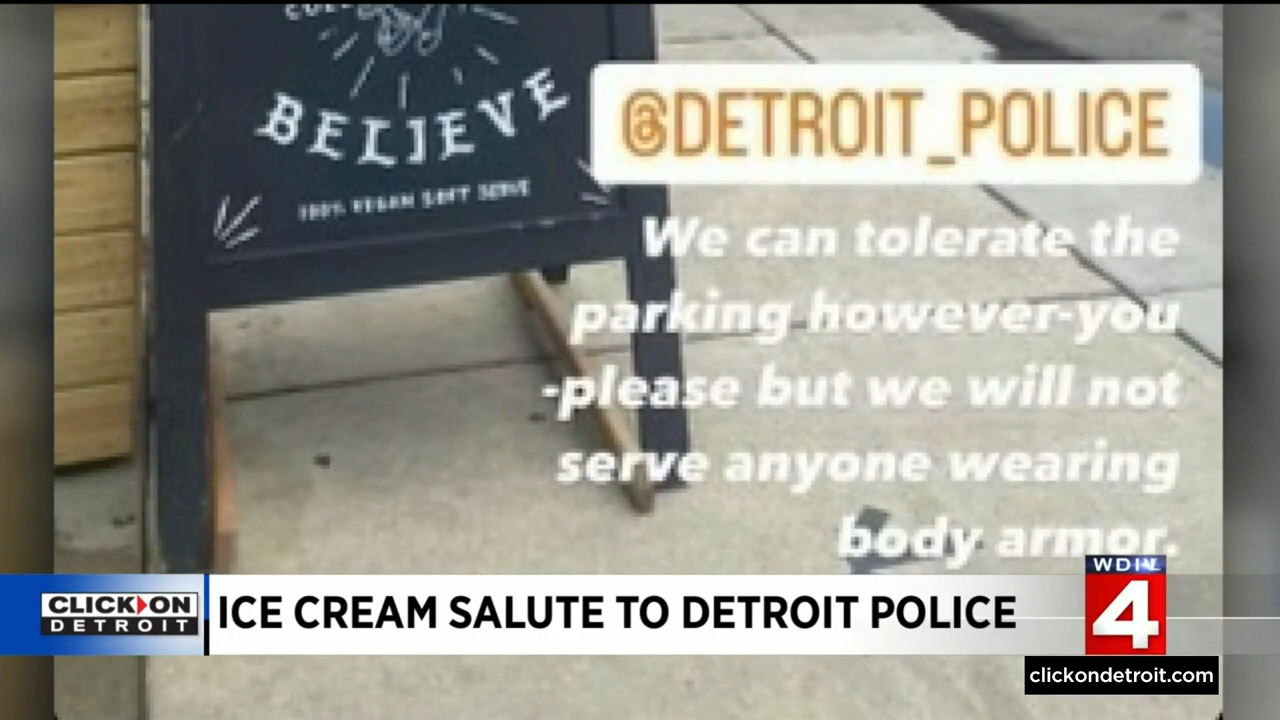 BELIEVE
100% VEGAN SOFT SERVE
@DETROIT_POLICE
We can tolerate the
parking however-you
-please but we will not
serve anyone wearing
body armor.
CLICK ON
DETROIT
ICE CREAM SALUTE TO DETROIT POLICE
WDIV
4
clickondetroit.com